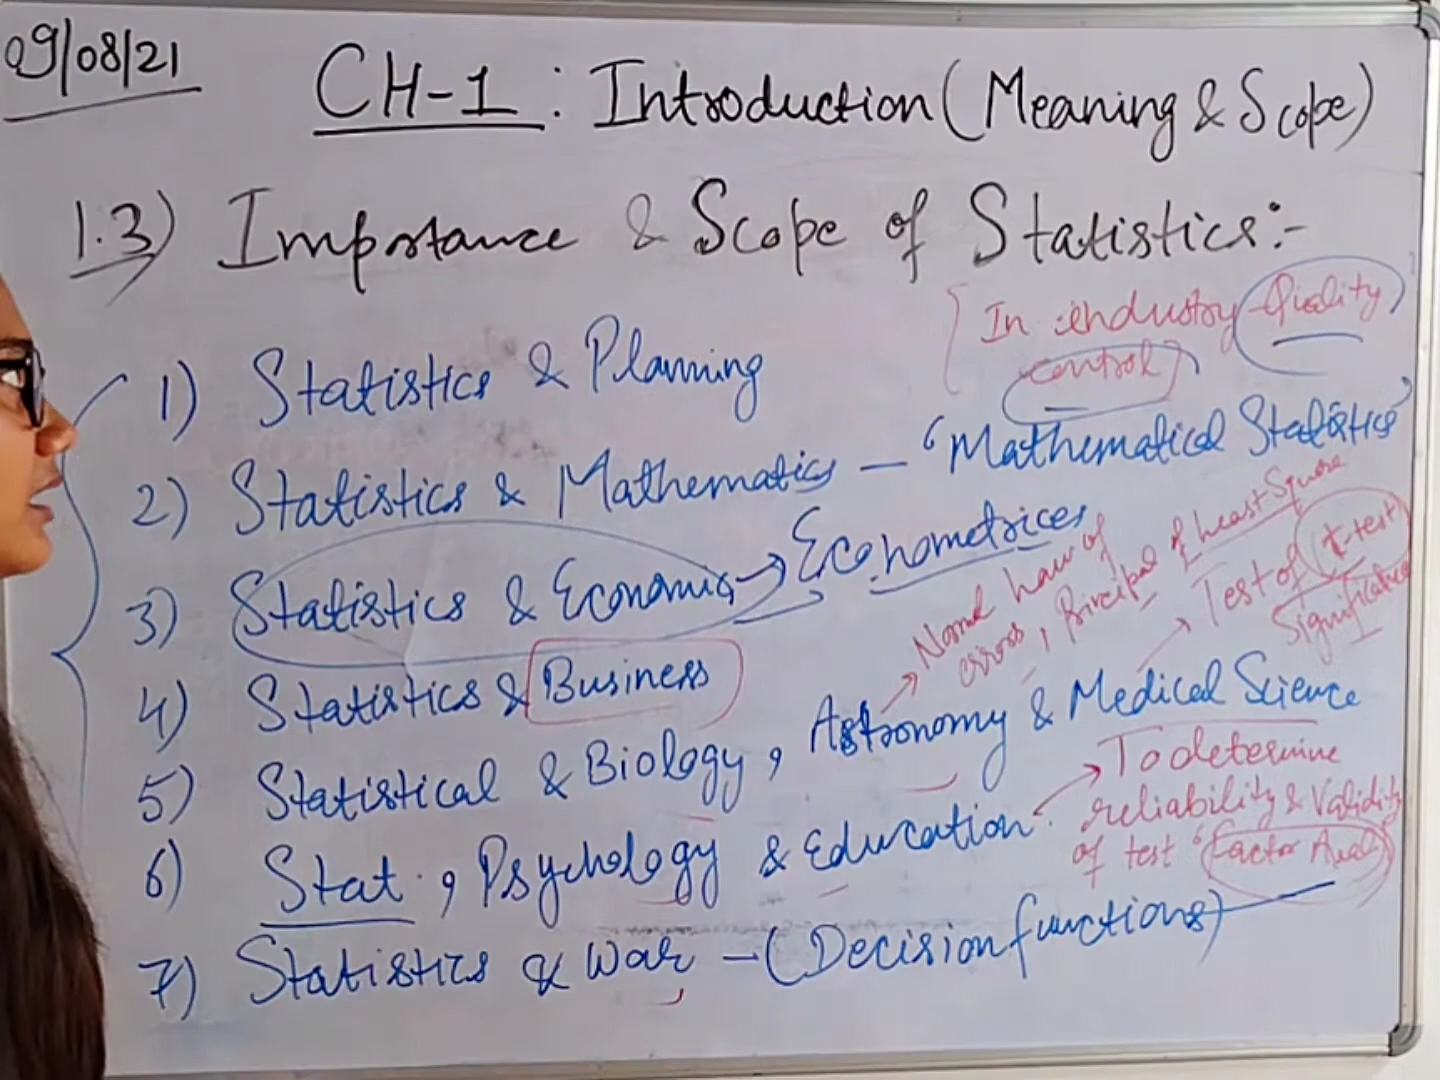 09/08/21
CH-1 : Introduction (Meaning & Scope)
1.3) Importance & Scope of Statistics:-
[In industry Quality
control]
1) Statistics & Planning
2) Statistics & Mathematics — "Mathematical Statistics"
3) Statistics & Economics → Econometrices
→ Normal Law of
errors, Principal of Least Square
→ Test of t-test
Significance
4) Statistics & Business
5) Statistical & Biology, Astronomy & Medical Science
6) Stat., Psychology & Education
→ To determine
reliability & Validity
of test "Factor
7) Statistics & War - (Decision functions)